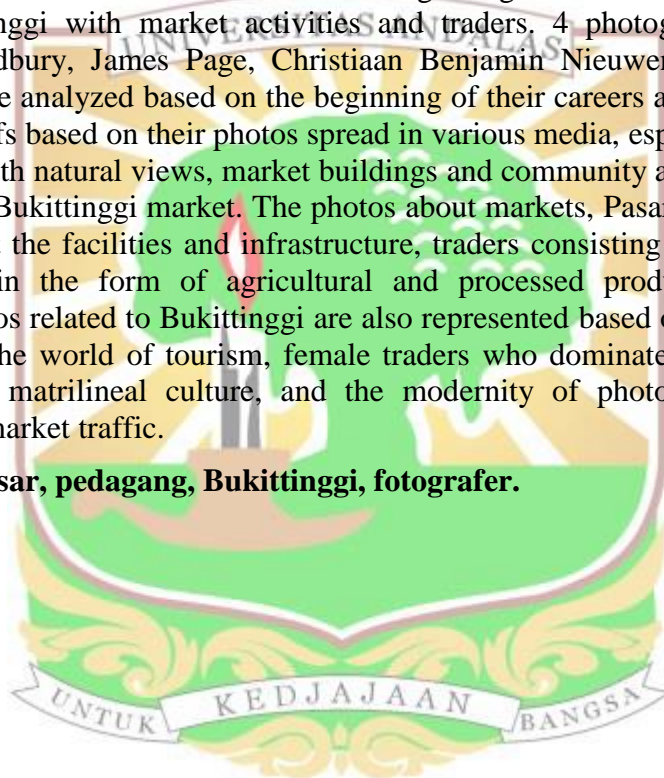 nggi with market activities and traders. 4 photog
dbury, James Page, Christiaan Benjamin Nieuwer
e analyzed based on the beginning of their careers a
fs based on their photos spread in various media, esp
th natural views, market buildings and community a
Bukittinggi market. The photos about markets, Pasar
the facilities and infrastructure, traders consisting
in the form of agricultural and processed produ
os related to Bukittinggi are also represented based o
he world of tourism, female traders who dominate
matrilineal culture, and the modernity of photo
market traffic.
sar, pedagang, Bukittinggi, fotografer.
UNIVERSITAS ANDALAS
UNTUK KEDJAJAAN BANGSA